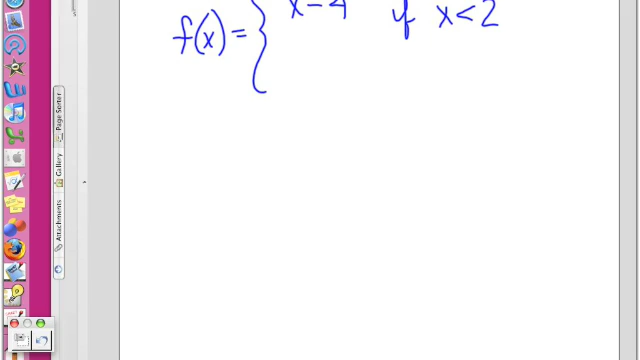 f(x) = { x - 4 if x < 2
Page Sorter
Gallery
Attachments